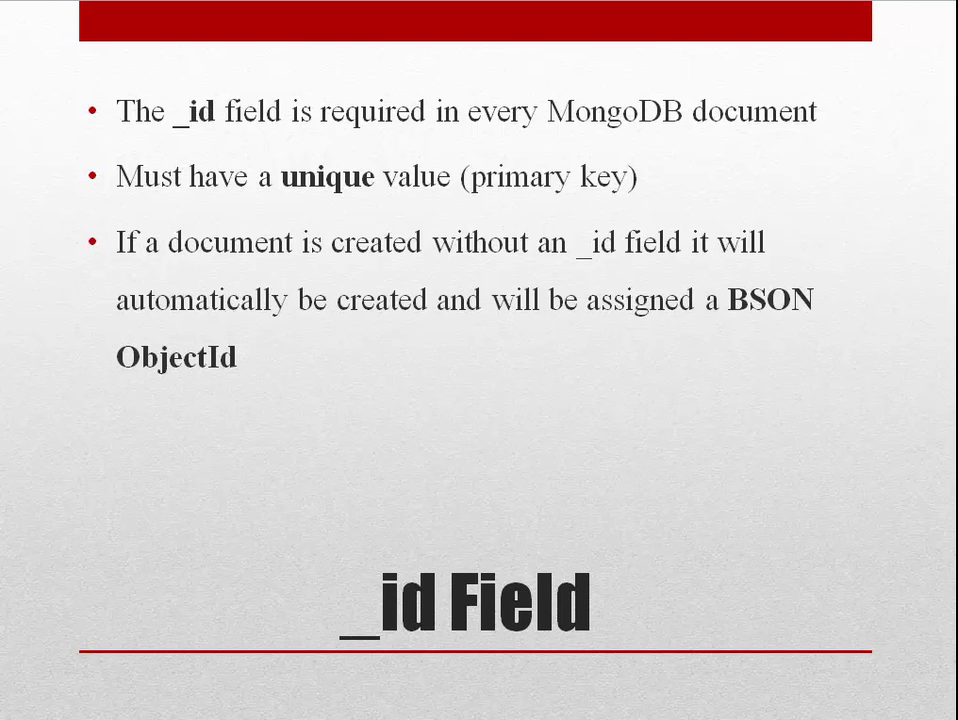 • The _id field is required in every MongoDB document
• Must have a unique value (primary key)
• If a document is created without an _id field it will
automatically be created and will be assigned a BSON
ObjectId
_id Field